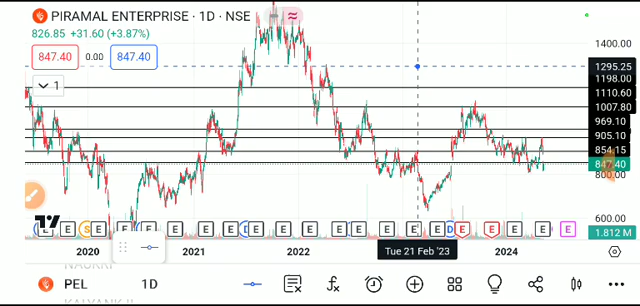 PIRAMAL ENTERPRISE · 1D · NSE
826.85 +31.60 (+3.87%)
847.40 0.00 847.40
1
1400.00
1295.25
1198.00
1110.60
1007.80
969.10
905.10
854.15
847.40
800.00
600.00
1.812 M
E E S E E E E E D E E E E E E E E D E E E E E
2020 2021 2022 Tue 21 Feb '23 2024
PEL 1D